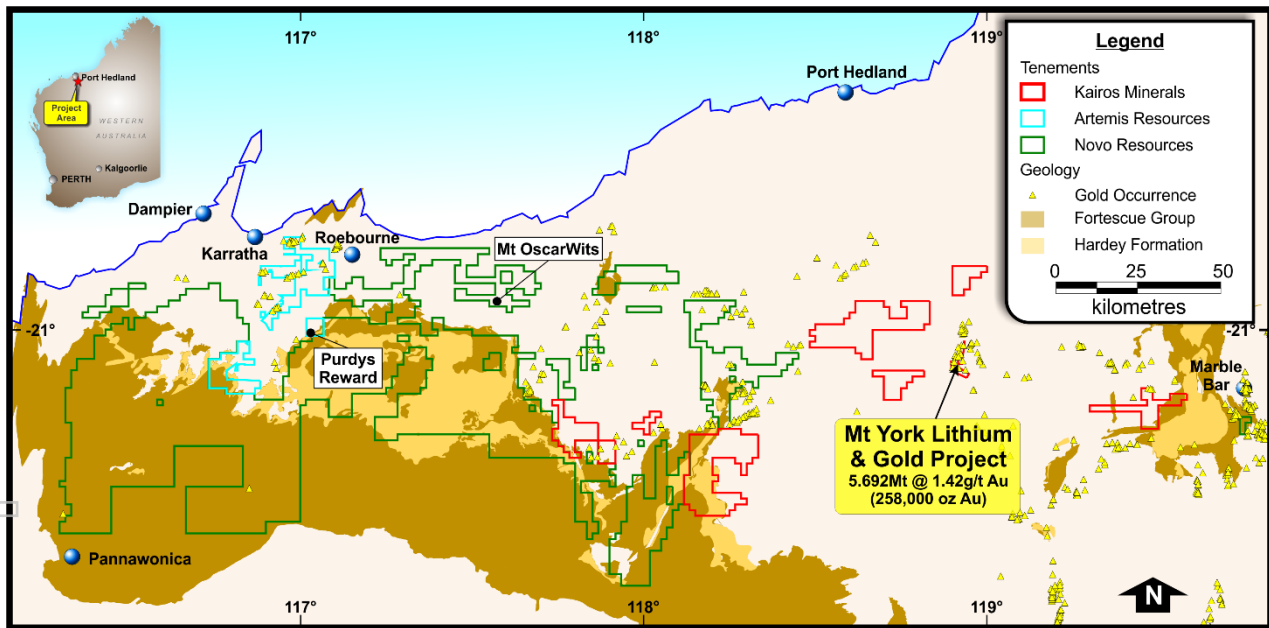 117°
118°
119°
Port Hedland
Project
Area
WESTERN
AUSTRALIA
Kalgoorlie
PERTH
Port Hedland
Legend
Tenements
Kairos Minerals
Artemis Resources
Novo Resources
Geology
Gold Occurrence
Fortescue Group
Hardey Formation
0 25 50
kilometres
Dampier
Karratha
Roebourne
Mt OscarWits
-21°
-21°
Purdys
Reward
Marble
Bar
Mt York Lithium
& Gold Project
5.692Mt @ 1.42g/t Au
(258,000 oz Au)
Pannawonica
117°
118°
119°
N